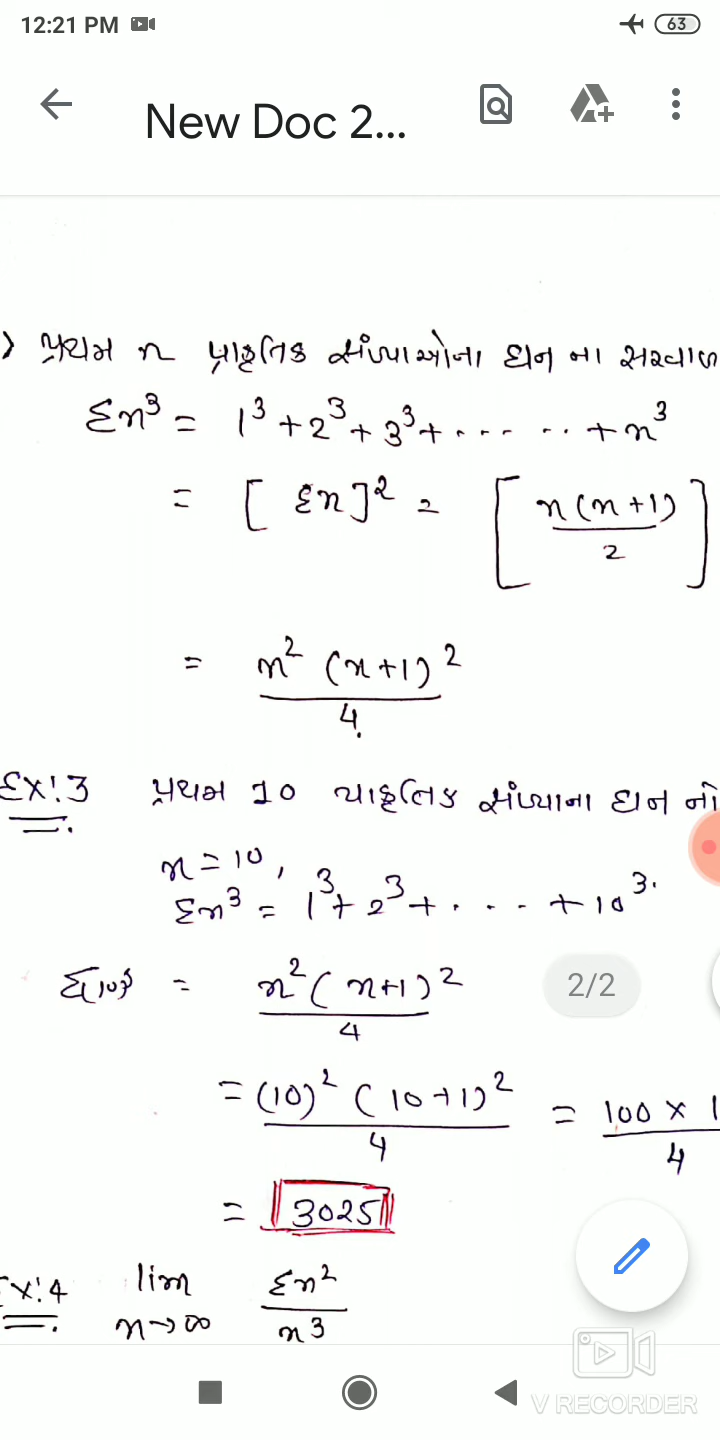 12:21 PM 63
New Doc 2...
) પ્રથમ n પ્રાકૃતિક સંખ્યાઓના ઘન ના સરવાળ
Σn³ = 1³ + 2³ + 3³ + ---- --- + n³
= [ Σn ]² = [ n(n+1) / 2 ]
= n² (n+1)² / 4.
Ex:3 પ્રથમ 10 પ્રાકૃતિક સંખ્યાના ઘન નો
n = 10,
Σn³ = 1³ + 2³ + . - - - + 10³.
= n² (n+1)² / 4
2/2
= (10)² (10+1)² / 4 = 100 × 1 / 4
= 3025
Ex:4 lim n→∞ Σn² / n³
V RECORDER